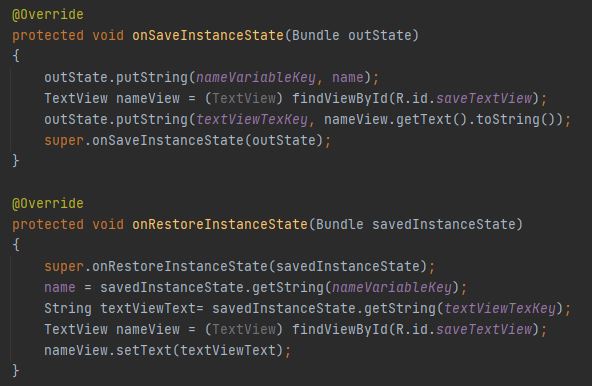 @Override
protected void onSaveInstanceState(Bundle outState)
{
    outState.putString(nameVariableKey, name);
    TextView nameView = (TextView) findViewById(R.id.saveTextView);
    outState.putString(textViewTexKey, nameView.getText().toString());
    super.onSaveInstanceState(outState);
}

@Override
protected void onRestoreInstanceState(Bundle savedInstanceState)
{
    super.onRestoreInstanceState(savedInstanceState);
    name = savedInstanceState.getString(nameVariableKey);
    String textViewText= savedInstanceState.getString(textViewTexKey);
    TextView nameView = (TextView) findViewById(R.id.saveTextView);
    nameView.setText(textViewText);
}